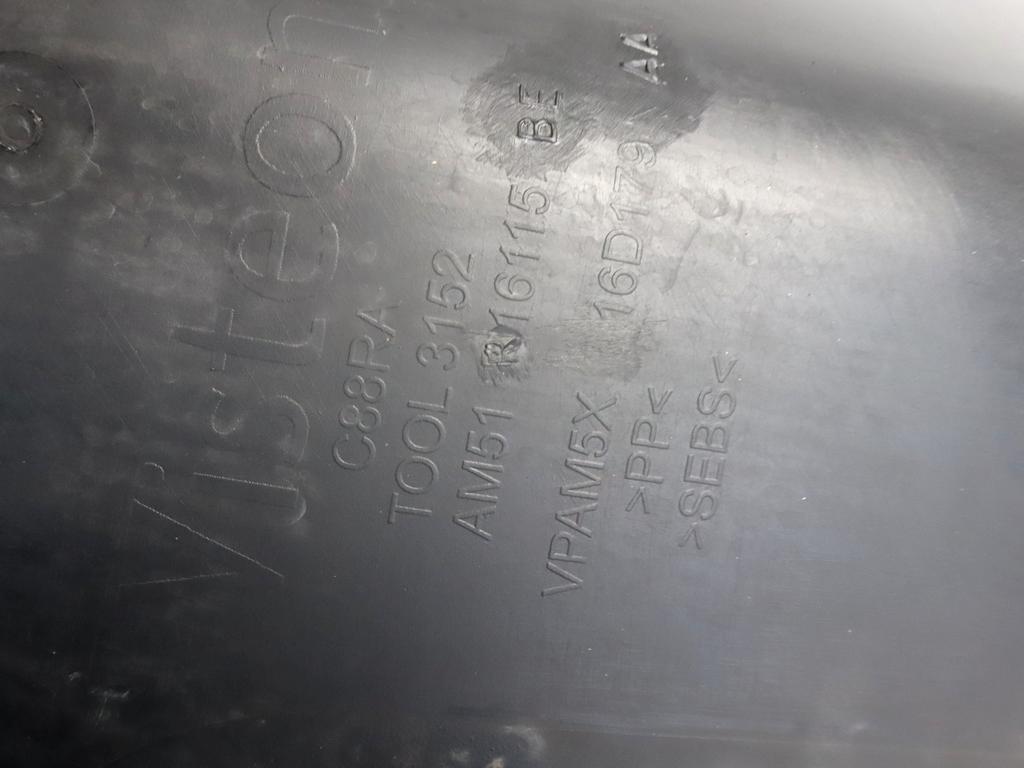 Visteon
C88RA
TOOL 3152
AM51 R16115 BE
VPAM5X 16D179 AA
>PP<
>SEBS<